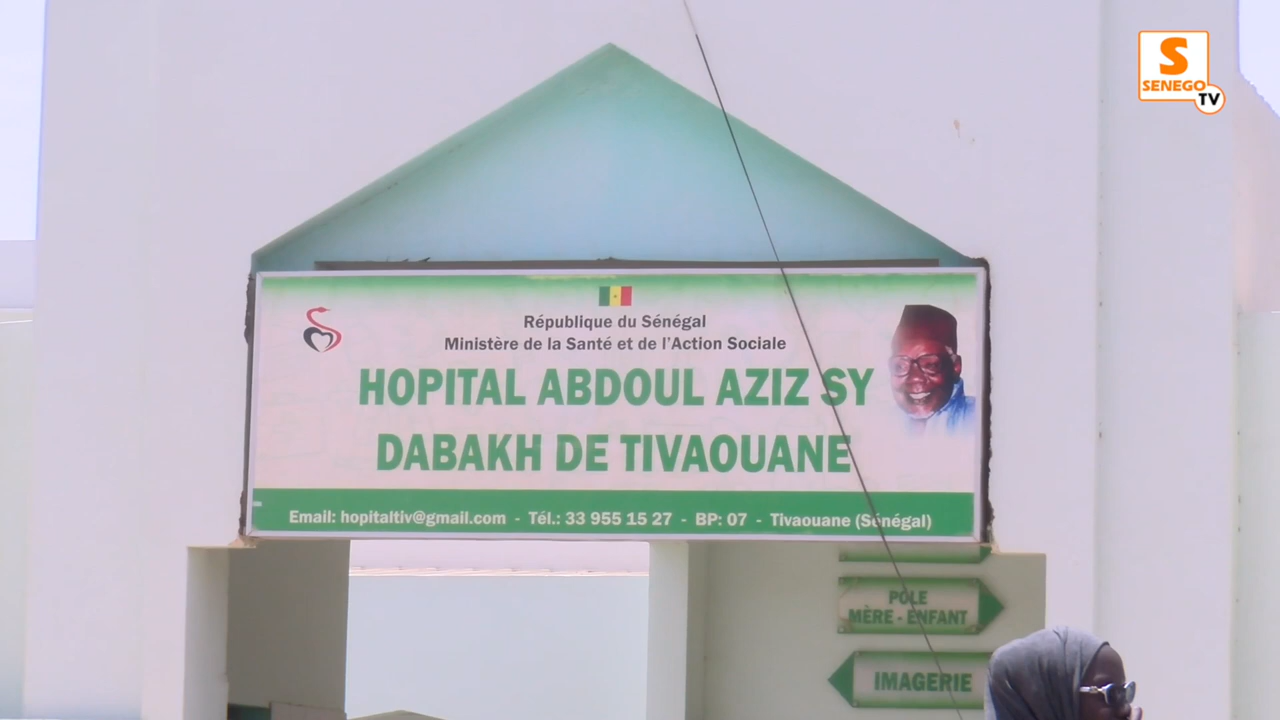 S
SENEGO
TV
République du Sénégal
Ministère de la Santé et de l'Action Sociale
HOPITAL ABDOUL AZIZ SY
DABAKH DE TIVAOUANE
Email: hopitaltiv@gmail.com - Tél.: 33 955 15 27 - BP: 07 - Tivaouane (Sénégal)
PÔLE
MÈRE - ENFANT
IMAGERIE